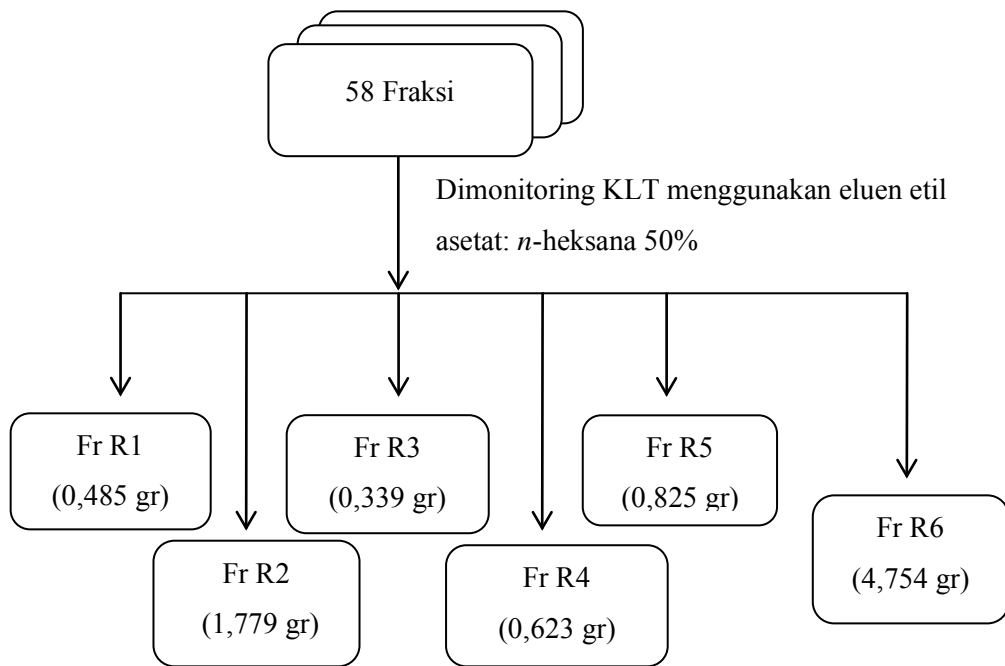 58 Fraksi
Dimonitoring KLT menggunakan eluen etil
asetat: n-heksana 50%
Fr R1
(0,485 gr)
Fr R2
(1,779 gr)
Fr R3
(0,339 gr)
Fr R4
(0,623 gr)
Fr R5
(0,825 gr)
Fr R6
(4,754 gr)